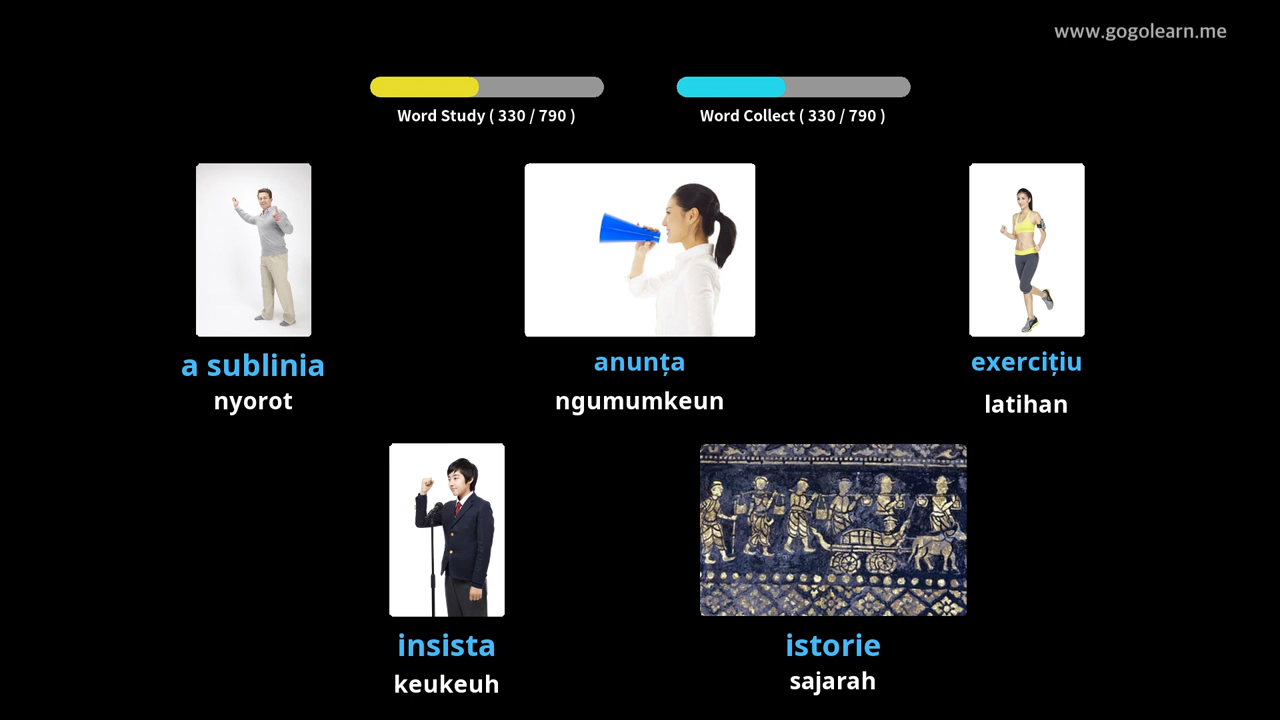 www.gogolearn.me
Word Study ( 330 / 790 )
Word Collect ( 330 / 790 )
a sublinia
nyorot
anunța
ngumumkeun
exercițiu
latihan
insista
keukeuh
istorie
sajarah